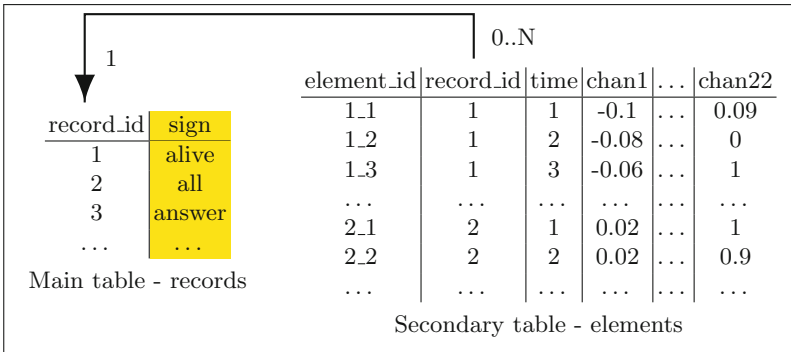 1
0..N
record_id sign
1 alive
2 all
3 answer
... ...
Main table - records
element_id record_id time chan1 ... chan22
1_1 1 1 -0.1 ... 0.09
1_2 1 2 -0.08 ... 0
1_3 1 3 -0.06 ... 1
... ... ... ... ... ...
2_1 2 1 0.02 ... 1
2_2 2 2 0.02 ... 0.9
... ... ... ... ... ...
Secondary table - elements